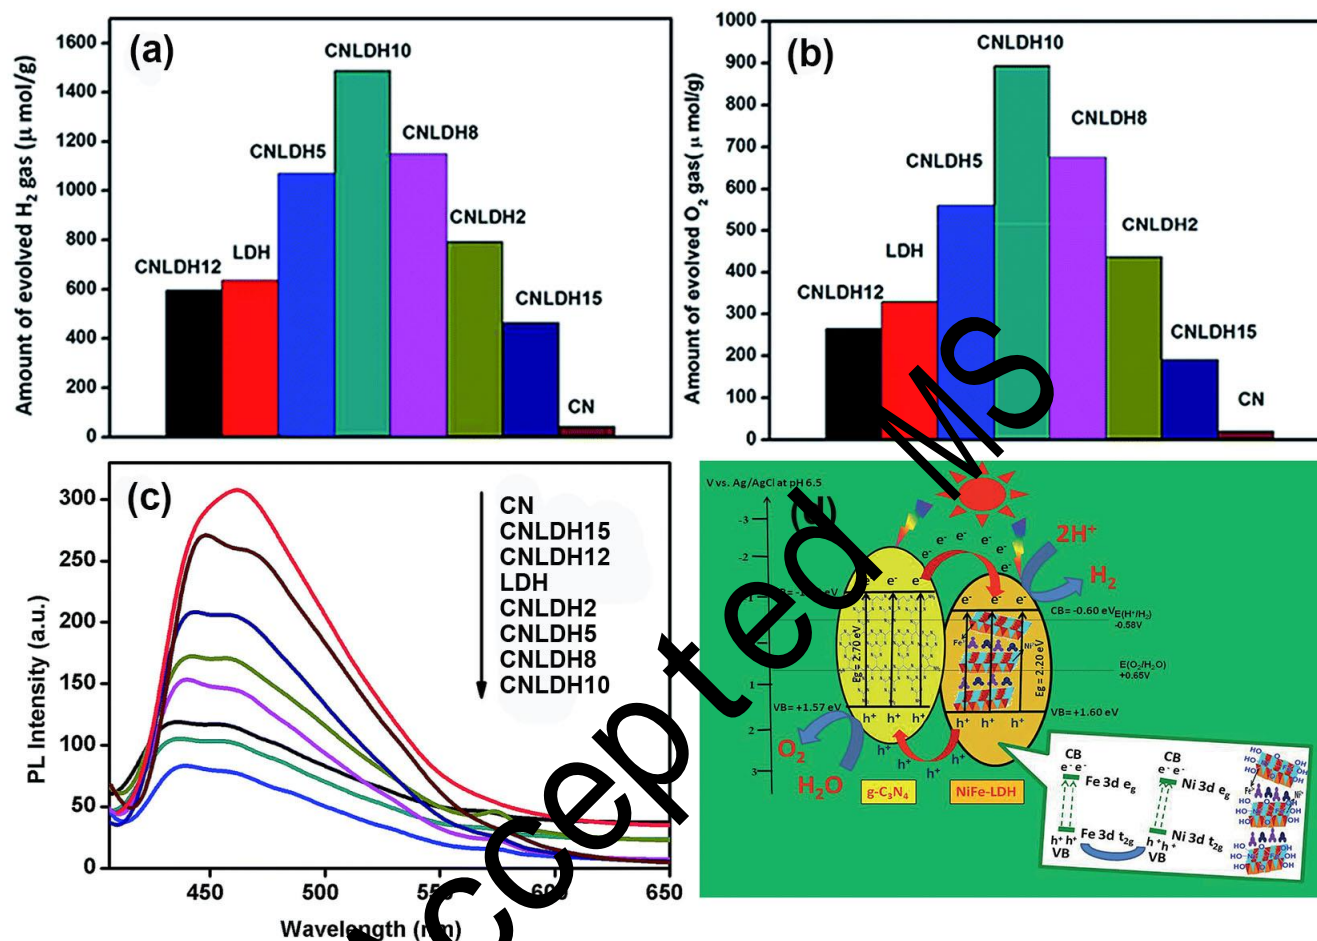 (a)
Amount of evolved H2 gas (μ mol/g)
1600
1400
1200
1000
800
600
400
200
0
CNLDH12
LDH
CNLDH5
CNLDH10
CNLDH8
CNLDH2
CNLDH15
CN
(b)
Amount of evolved O2 gas( μ mol/g)
1000
900
800
700
600
500
400
300
200
100
0
CNLDH12
LDH
CNLDH5
CNLDH10
CNLDH8
CNLDH2
CNLDH15
CN
(c)
PL Intensity (a.u.)
300
250
200
150
100
50
0
CN
CNLDH15
CNLDH12
LDH
CNLDH2
CNLDH5
CNLDH8
CNLDH10
450
500
650
Wavelength
(d)
V vs. Ag/AgCl at pH 6.5
-3
-2
1
2
3
e- e- e- e- e- e-
2H+
H2
e- e- e-
e- e- e-
CB= -0.60 eV
E(H+/H2)
-0.58V
Eg = 2.70 eV
Fe
Ni
Eg = 2.20 eV
E(O2/H2O)
+0.65V
VB= +1.57 eV
VB= +1.60 eV
h+ h+ h+
h+ h+ h+
h+ h+ h+
O2
H2O
g-C3N4
NiFe-LDH
CB
e- e-
Fe 3d eg
CB
e- e-
Ni 3d eg
h+ h+
VB
Fe 3d t2g
h+ h+
VB
Ni 3d t2g
ccepted MS